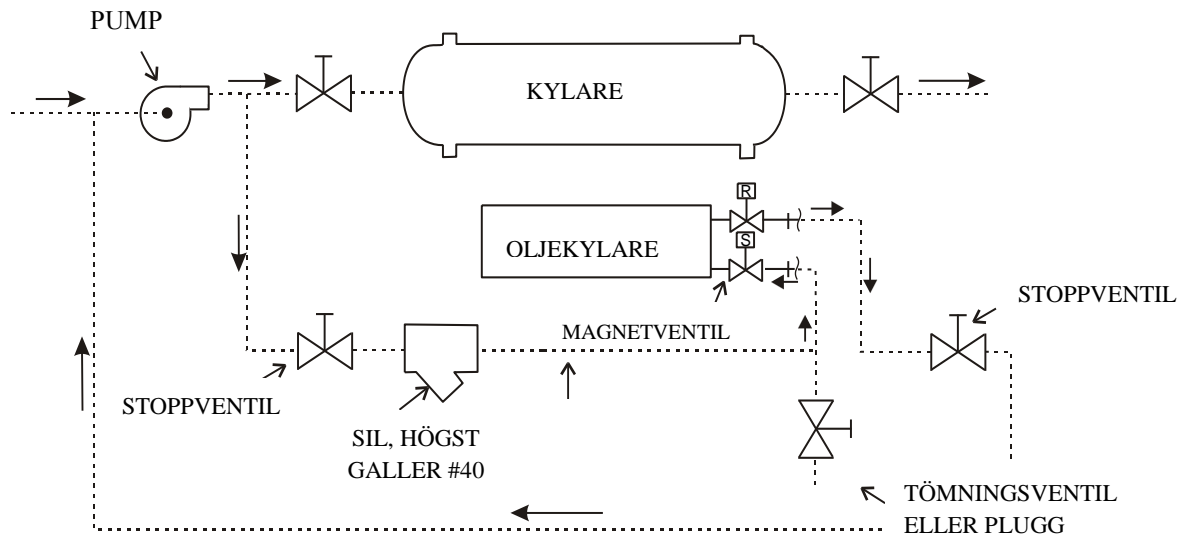 PUMP
KYLARE
R
OLJEKYLARE
S
STOPPVENTIL
MAGNETVENTIL
STOPPVENTIL
SIL, HÖGST
GALLER #40
TÖMNINGSVENTIL
ELLER PLUGG